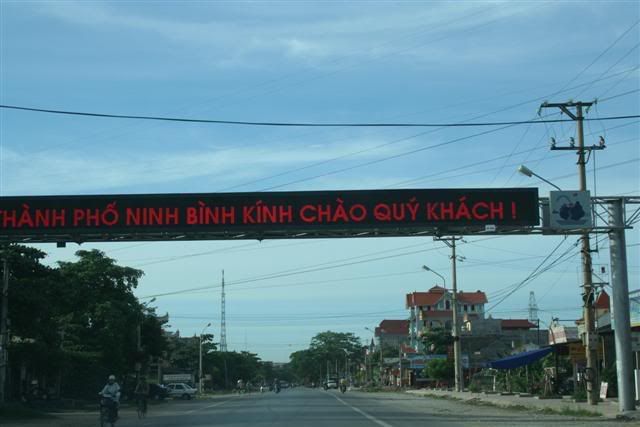 THÀNH PHỐ NINH BÌNH KÍNH CHÀO QUÝ KHÁCH !